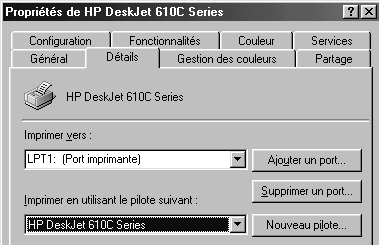 Propriétés de HP DeskJet 610C Series
Configuration Fonctionnalités Couleur Services
Général Détails Gestion des couleurs Partage
HP DeskJet 610C Series
Imprimer vers :
LPT1: (Port imprimante) Ajouter un port...
Supprimer un port...
Imprimer en utilisant le pilote suivant :
HP DeskJet 610C Series Nouveau pilote...